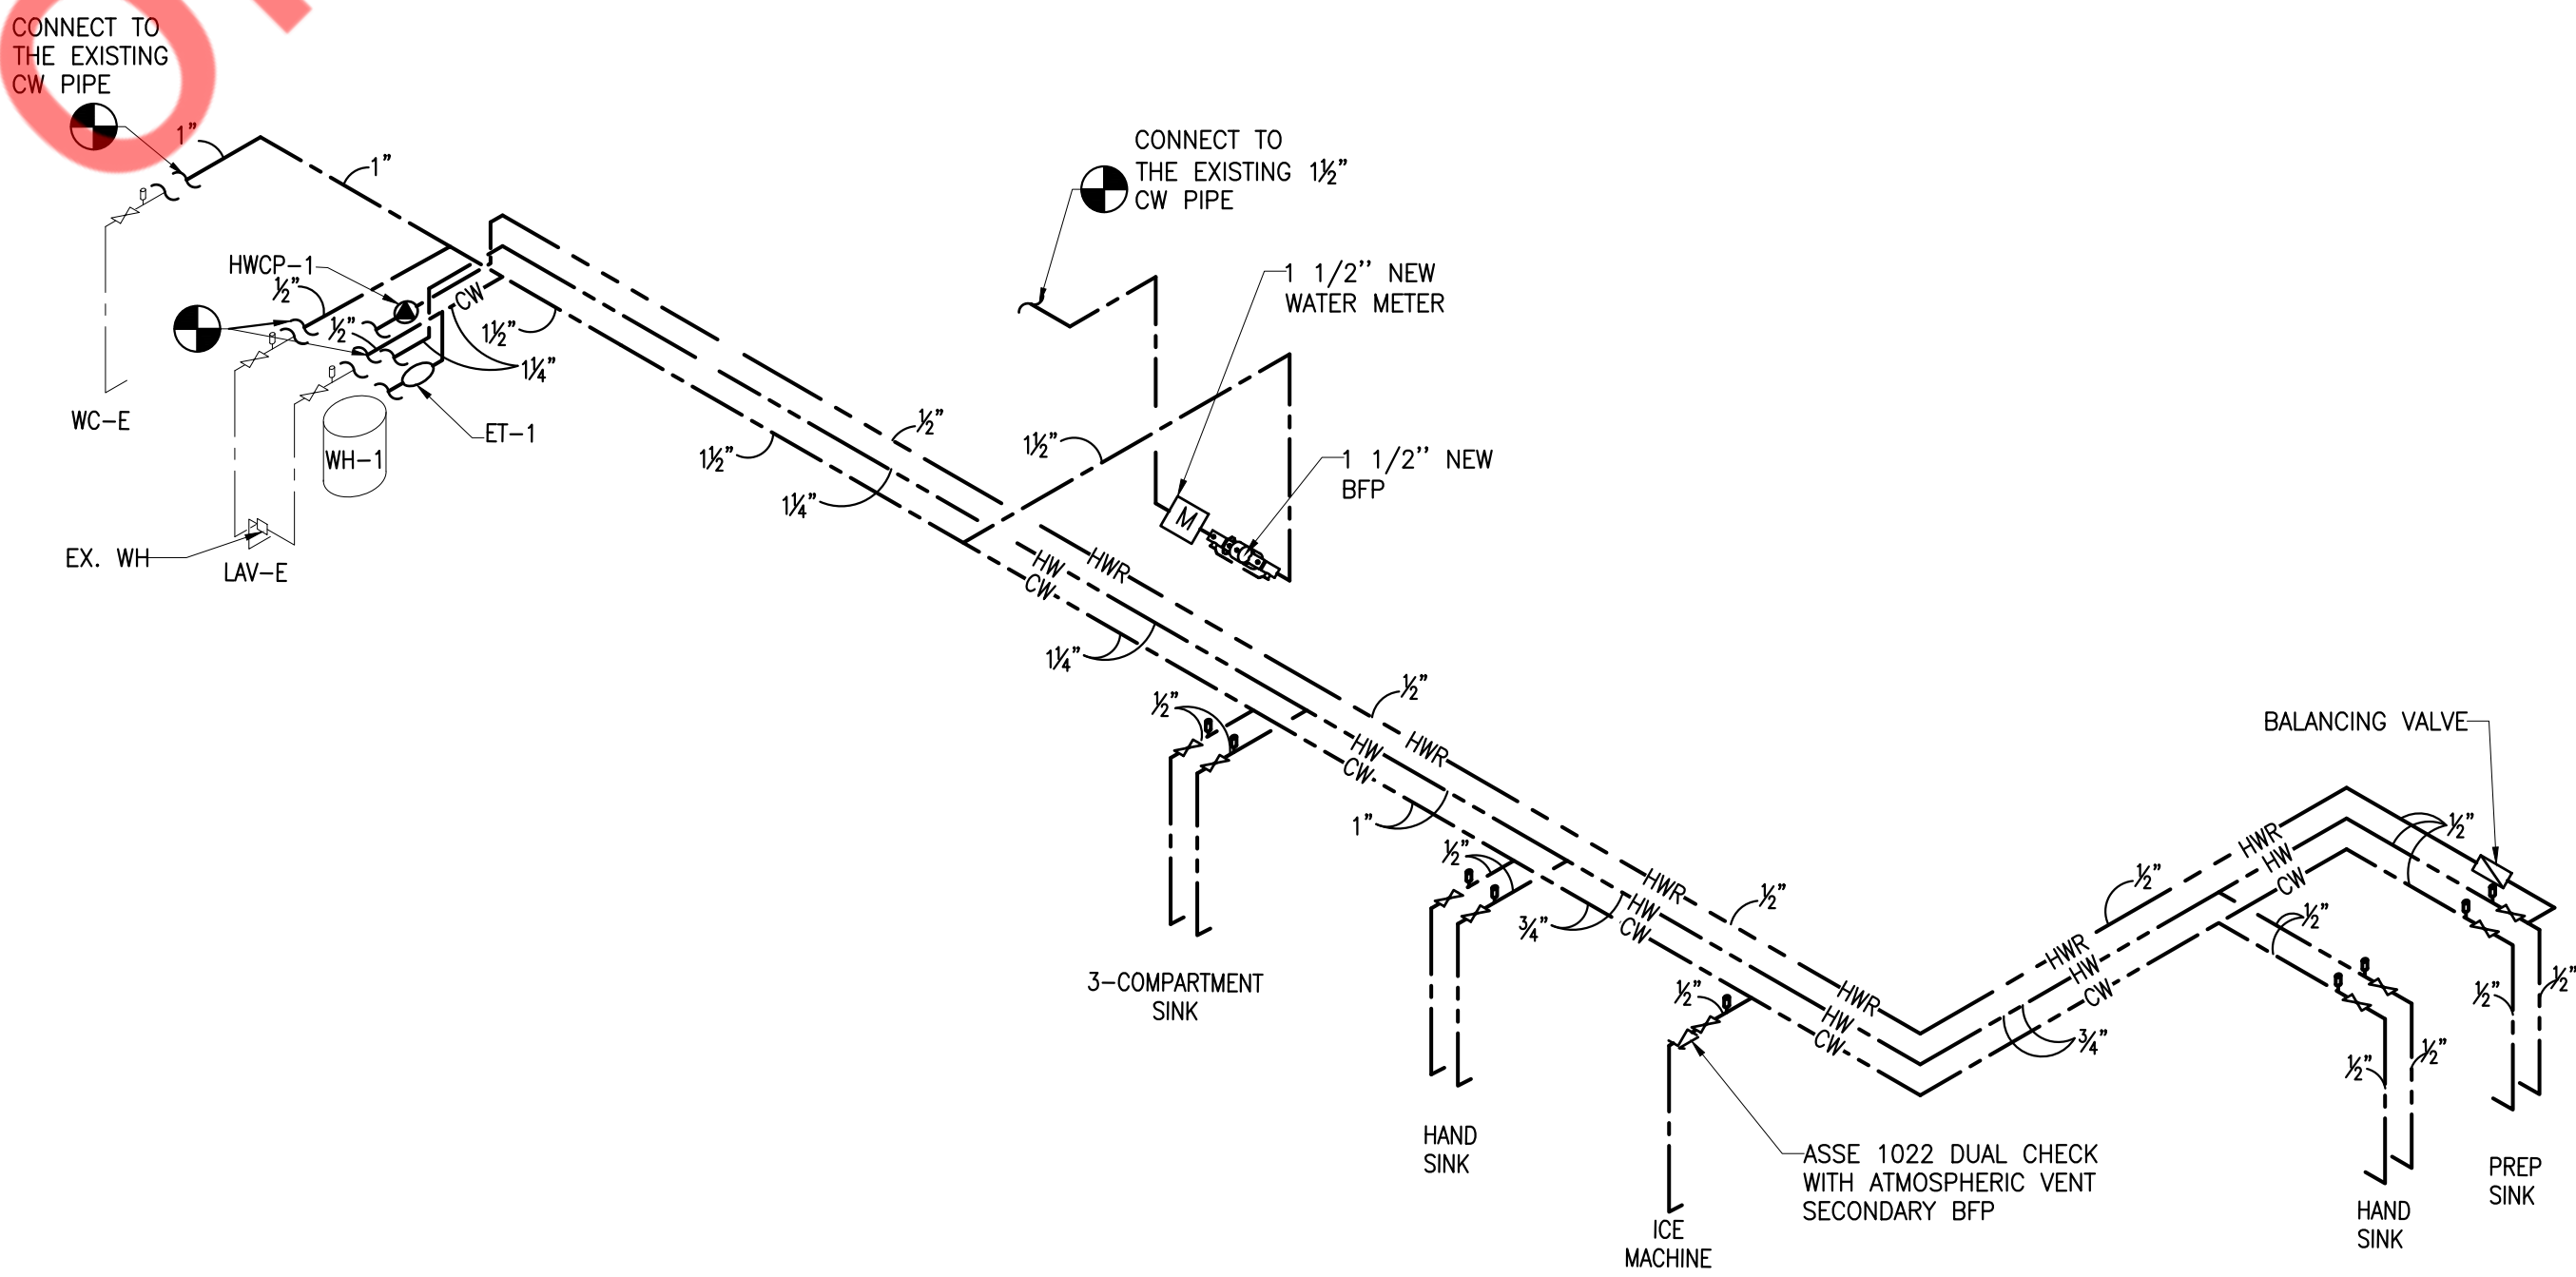 CONNECT TO
THE EXISTING
CW PIPE
1"
1"
CONNECT TO
THE EXISTING 1½"
CW PIPE
HWCP-1
½"
CW
½"
1½"
1¼"
1 1/2'' NEW
WATER METER
WC-E
ET-1
WH-1
½"
1½"
1½"
1¼"
1 1/2'' NEW
BFP
M
EX. WH
LAV-E
HW
HWR
CW
1¼"
½"
½"
BALANCING VALVE
HW
HWR
CW
1"
½"
½"
HWR
HW
CW
½"
¾"
½"
HWR
HW
CW
½"
½"
3-COMPARTMENT
SINK
½"
HWR
HW
CW
HWR
HW
CW
¾"
½"
½"
½"
½"
HAND
SINK
ASSE 1022 DUAL CHECK
WITH ATMOSPHERIC VENT
SECONDARY BFP
PREP
SINK
ICE
MACHINE
HAND
SINK